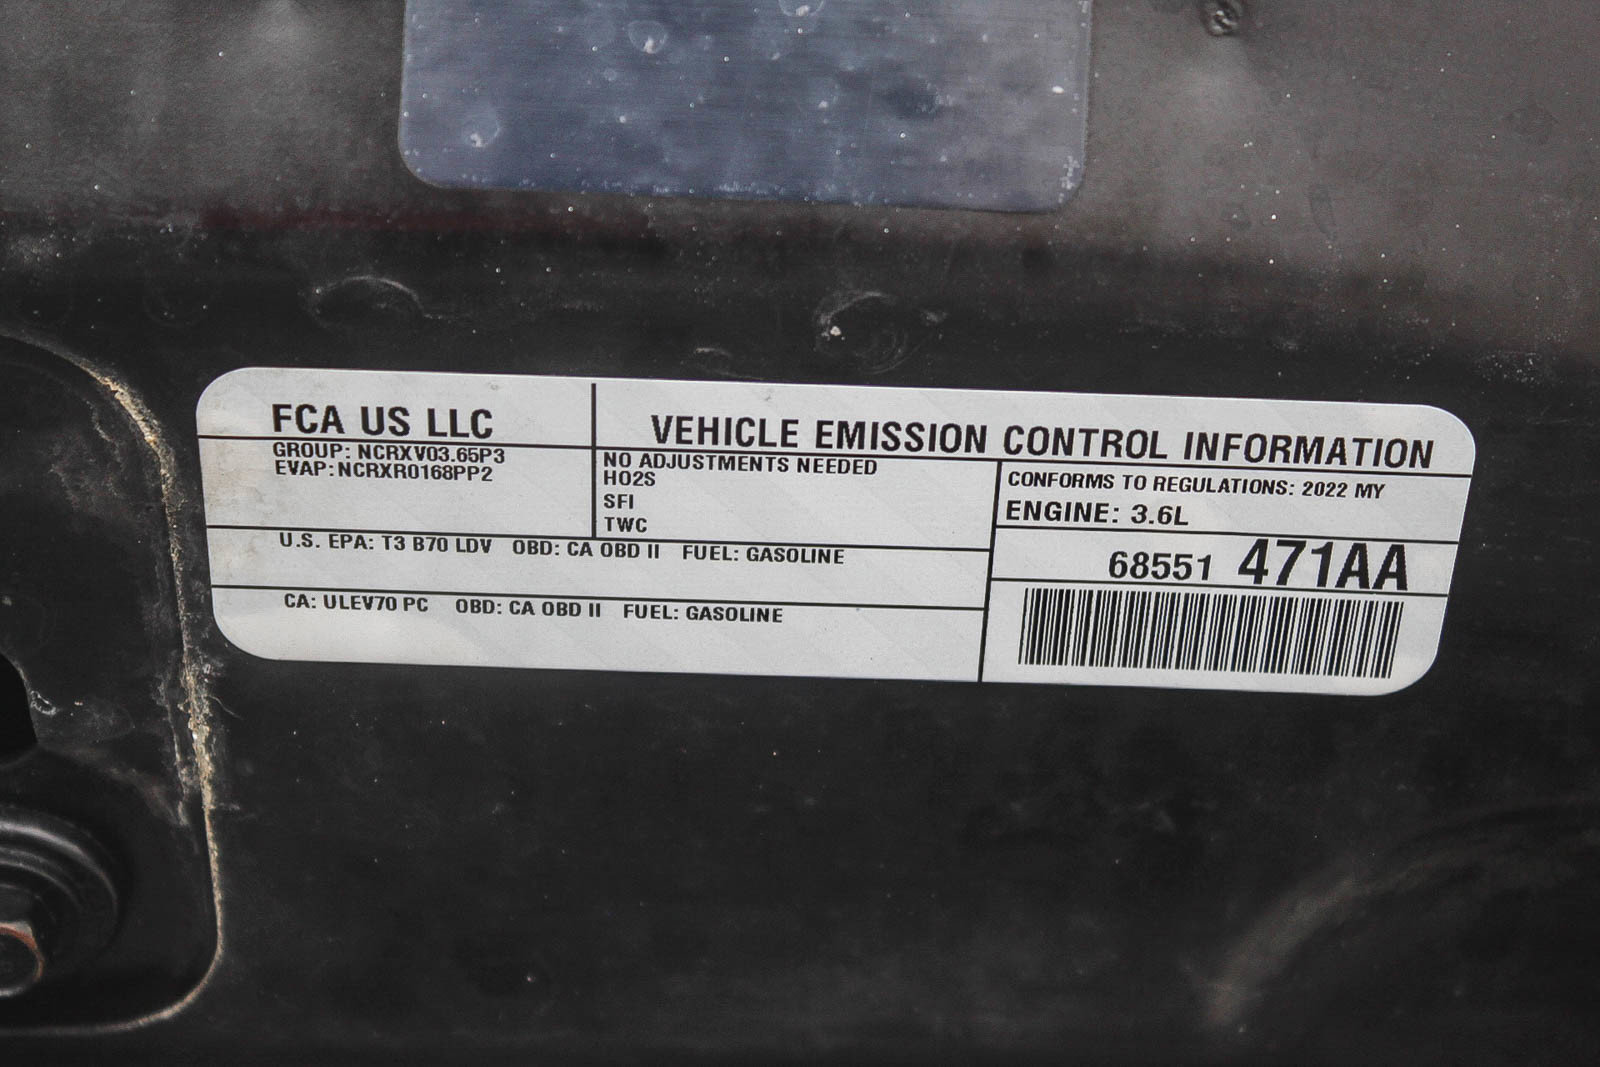 FCA US LLC
VEHICLE EMISSION CONTROL INFORMATION
GROUP: NCRXV03.65P3
EVAP: NCRXR0168PP2
NO ADJUSTMENTS NEEDED
HO2S
SFI
TWC
CONFORMS TO REGULATIONS: 2022 MY
ENGINE: 3.6L
U.S. EPA: T3 B70 LDV OBD: CA OBD II FUEL: GASOLINE
68551 471AA
CA: ULEV70 PC OBD: CA OBD II FUEL: GASOLINE